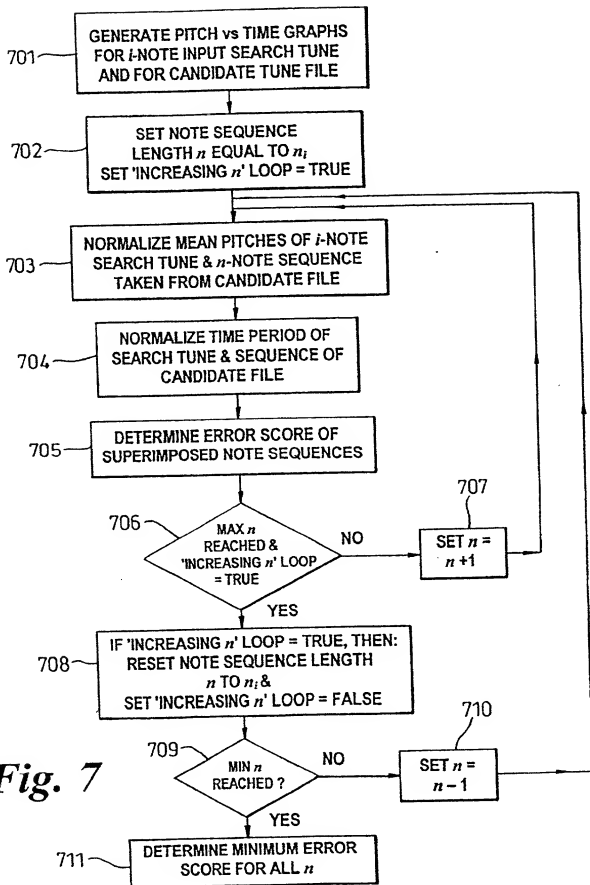 701
GENERATE PITCH vs TIME GRAPHS
FOR i-NOTE INPUT SEARCH TUNE
AND FOR CANDIDATE TUNE FILE
702
SET NOTE SEQUENCE
LENGTH n EQUAL TO nᵢ
SET 'INCREASING n' LOOP = TRUE
703
NORMALIZE MEAN PITCHES OF i-NOTE
SEARCH TUNE & n-NOTE SEQUENCE
TAKEN FROM CANDIDATE FILE
704
NORMALIZE TIME PERIOD OF
SEARCH TUNE & SEQUENCE OF
CANDIDATE FILE
705
DETERMINE ERROR SCORE OF
SUPERIMPOSED NOTE SEQUENCES
706
MAX n
REACHED &
'INCREASING n' LOOP
= TRUE
NO
707
SET n =
n+1
YES
708
IF 'INCREASING n' LOOP = TRUE, THEN:
RESET NOTE SEQUENCE LENGTH
n TO nᵢ &
SET 'INCREASING n' LOOP = FALSE
709
MIN n
REACHED ?
NO
710
SET n =
n – 1
YES
711
DETERMINE MINIMUM ERROR
SCORE FOR ALL n
Fig. 7